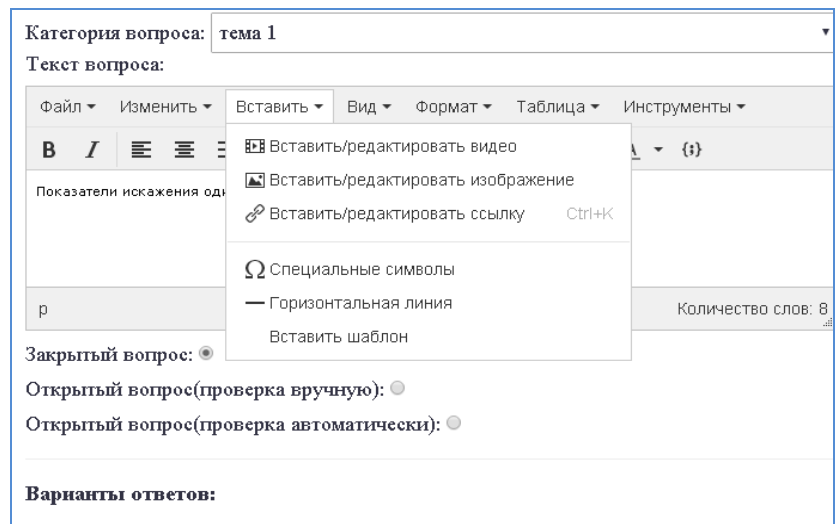 Категория вопроса: тема 1
Текст вопроса:
Файл Изменить Вставить Вид Формат Таблица Инструменты
B I A {;}
Вставить/редактировать видео
Вставить/редактировать изображение
Вставить/редактировать ссылку Ctrl+K
Специальные символы
Горизонтальная линия
Вставить шаблон
Показатели искажения
p Количество слов: 8
Закрытый вопрос:
Открытый вопрос(проверка вручную):
Открытый вопрос(проверка автоматически):
Варианты ответов: